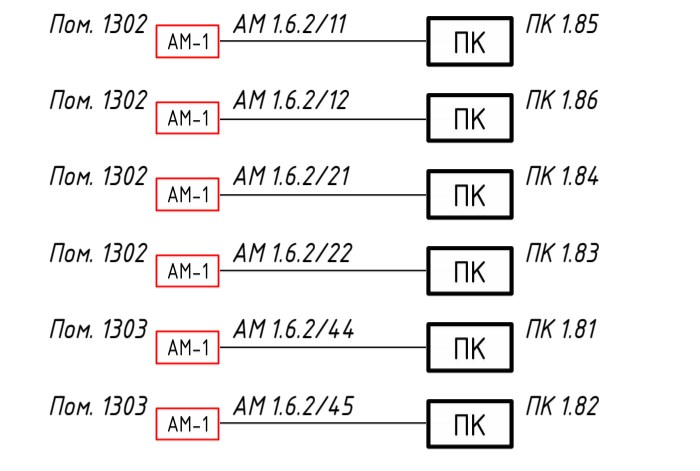 Пом. 1302 АМ-1 АМ 1.6.2/11 ПК ПК 1.85
Пом. 1302 АМ-1 АМ 1.6.2/12 ПК ПК 1.86
Пом. 1302 АМ-1 АМ 1.6.2/21 ПК ПК 1.84
Пом. 1302 АМ-1 АМ 1.6.2/22 ПК ПК 1.83
Пом. 1303 АМ-1 АМ 1.6.2/44 ПК ПК 1.81
Пом. 1303 АМ-1 АМ 1.6.2/45 ПК ПК 1.82